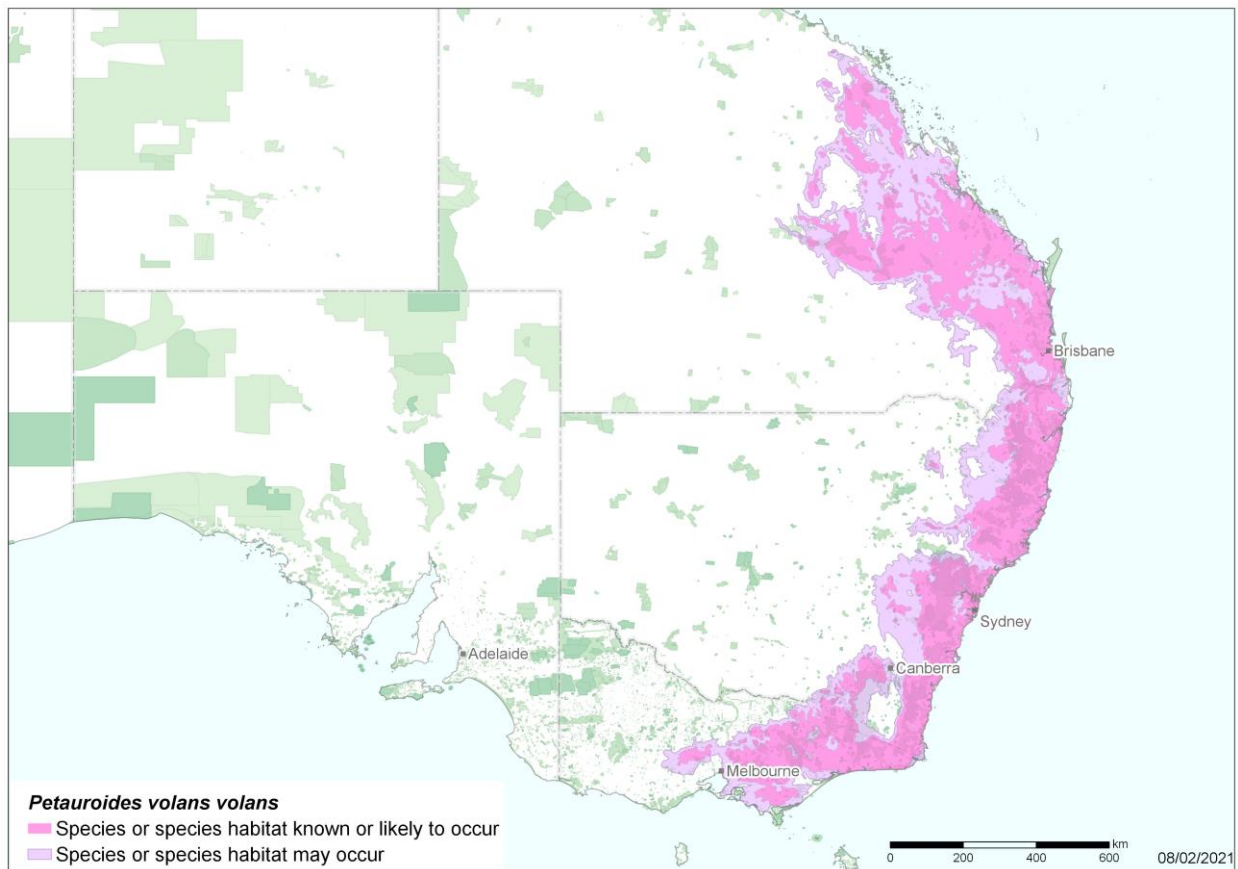 Brisbane
Sydney
Adelaide
Canberra
Melbourne
Petauroides volans volans
Species or species habitat known or likely to occur
Species or species habitat may occur
km
0 200 400 600
08/02/2021